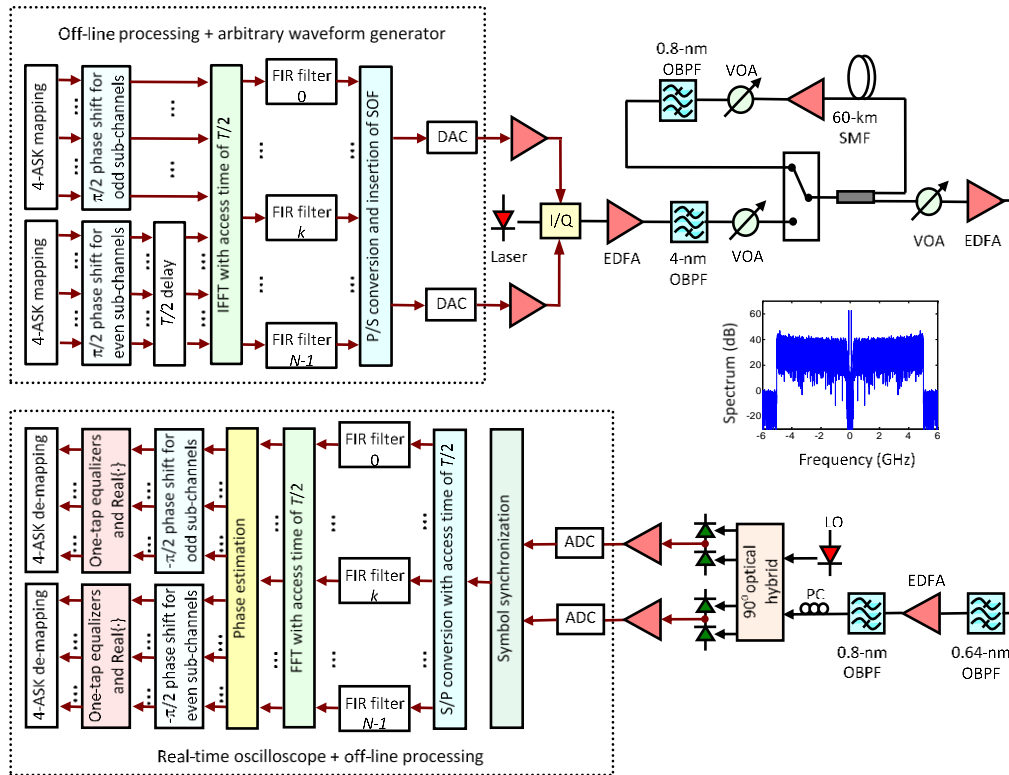 Off-line processing + arbitrary waveform generator
4-ASK mapping
π/2 phase shift for
odd sub-channels
4-ASK mapping
π/2 phase shift for
even sub-channels
T/2 delay
IFFT with access time of T/2
FIR filter
0
FIR filter
k
FIR filter
N-1
P/S conversion and insertion of SOF
DAC
DAC
Laser
I/Q
EDFA
4-nm
OBPF
VOA
0.8-nm
OBPF
VOA
60-km
SMF
VOA
EDFA
Spectrum (dB)
60
40
20
0
-20
-6
-4
-2
0
2
4
6
Frequency (GHz)
4-ASK de-mapping
One-tap equalizers
and Real{·}
-π/2 phase shift for
odd sub-channels
4-ASK de-mapping
One-tap equalizers
and Real{·}
-π/2 phase shift for
even sub-channels
Phase estimation
FFT with access time of T/2
FIR filter
0
FIR filter
k
FIR filter
N-1
S/P conversion with access time of T/2
Symbol synchronization
ADC
ADC
90° optical
hybrid
LO
PC
0.8-nm
OBPF
EDFA
0.64-nm
OBPF
Real-time oscilloscope + off-line processing